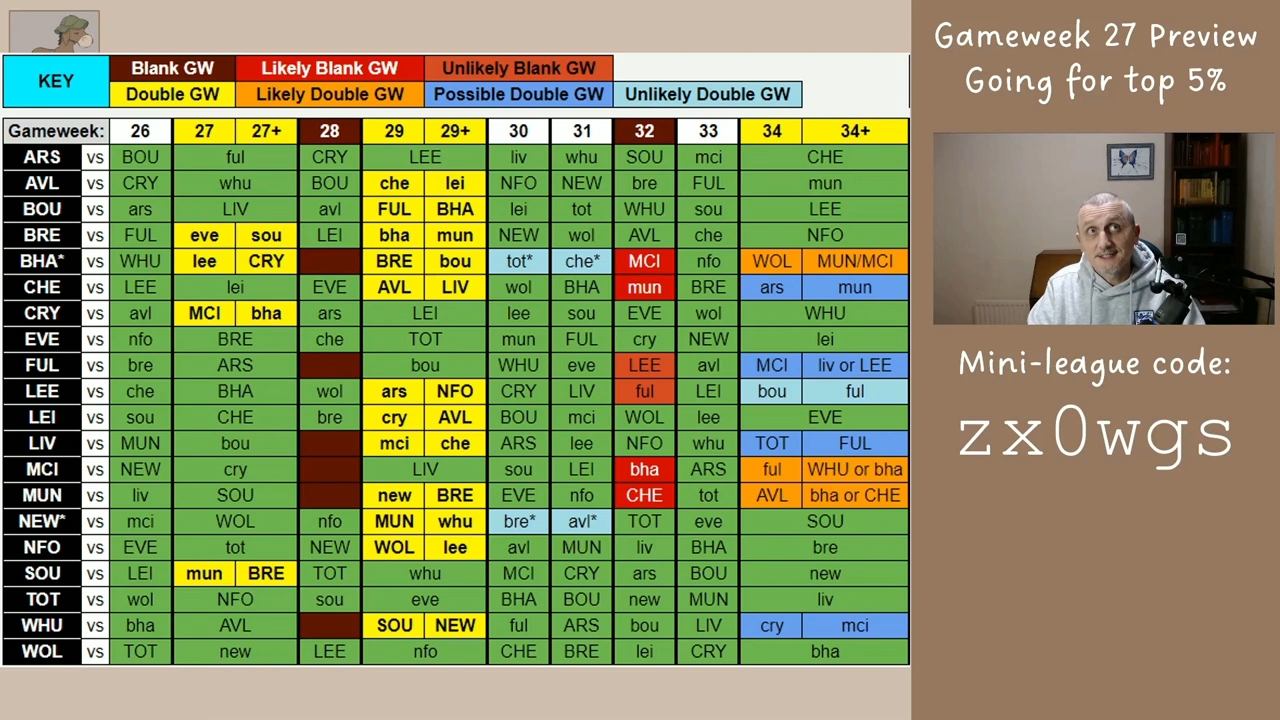 Gameweek 27 Preview
Going for top 5%
Mini-league code:
zx0wgs
KEY Blank GW Likely Blank GW Unlikely Blank GW
Double GW Likely Double GW Possible Double GW Unlikely Double GW
Gameweek: 26 27 27+ 28 29 29+ 30 31 32 33 34 34+
ARS vs BOU ful CRY LEE liv whu SOU mci CHE
AVL vs CRY whu BOU che lei NFO NEW bre FUL mun
BOU vs ars LIV avl FUL BHA lei tot WHU sou LEE
BRE vs FUL eve sou LEI bha mun NEW wol AVL che NFO
BHA* vs WHU lee CRY BRE bou tot* che* MCI nfo WOL MUN/MCI
CHE vs LEE lei EVE AVL LIV wol BHA mun BRE ars mun
CRY vs avl MCI bha ars LEI lee sou EVE wol WHU
EVE vs nfo BRE che TOT mun FUL cry NEW lei
FUL vs bre ARS bou WHU eve LEE avl MCI liv or LEE
LEE vs che BHA wol ars NFO CRY LIV ful LEI bou ful
LEI vs sou CHE bre cry AVL BOU mci WOL lee EVE
LIV vs MUN bou mci che ARS lee NFO whu TOT FUL
MCI vs NEW cry LIV sou LEI bha ARS ful WHU or bha
MUN vs liv SOU new BRE EVE nfo CHE tot AVL bha or CHE
NEW* vs mci WOL nfo MUN whu bre* avl* TOT eve SOU
NFO vs EVE tot NEW WOL lee avl MUN liv BHA bre
SOU vs LEI mun BRE TOT whu MCI CRY ars BOU new
TOT vs wol NFO sou eve BHA BOU new MUN liv
WHU vs bha AVL SOU NEW ful ARS bou LIV cry mci
WOL vs TOT new LEE nfo CHE BRE lei CRY bha